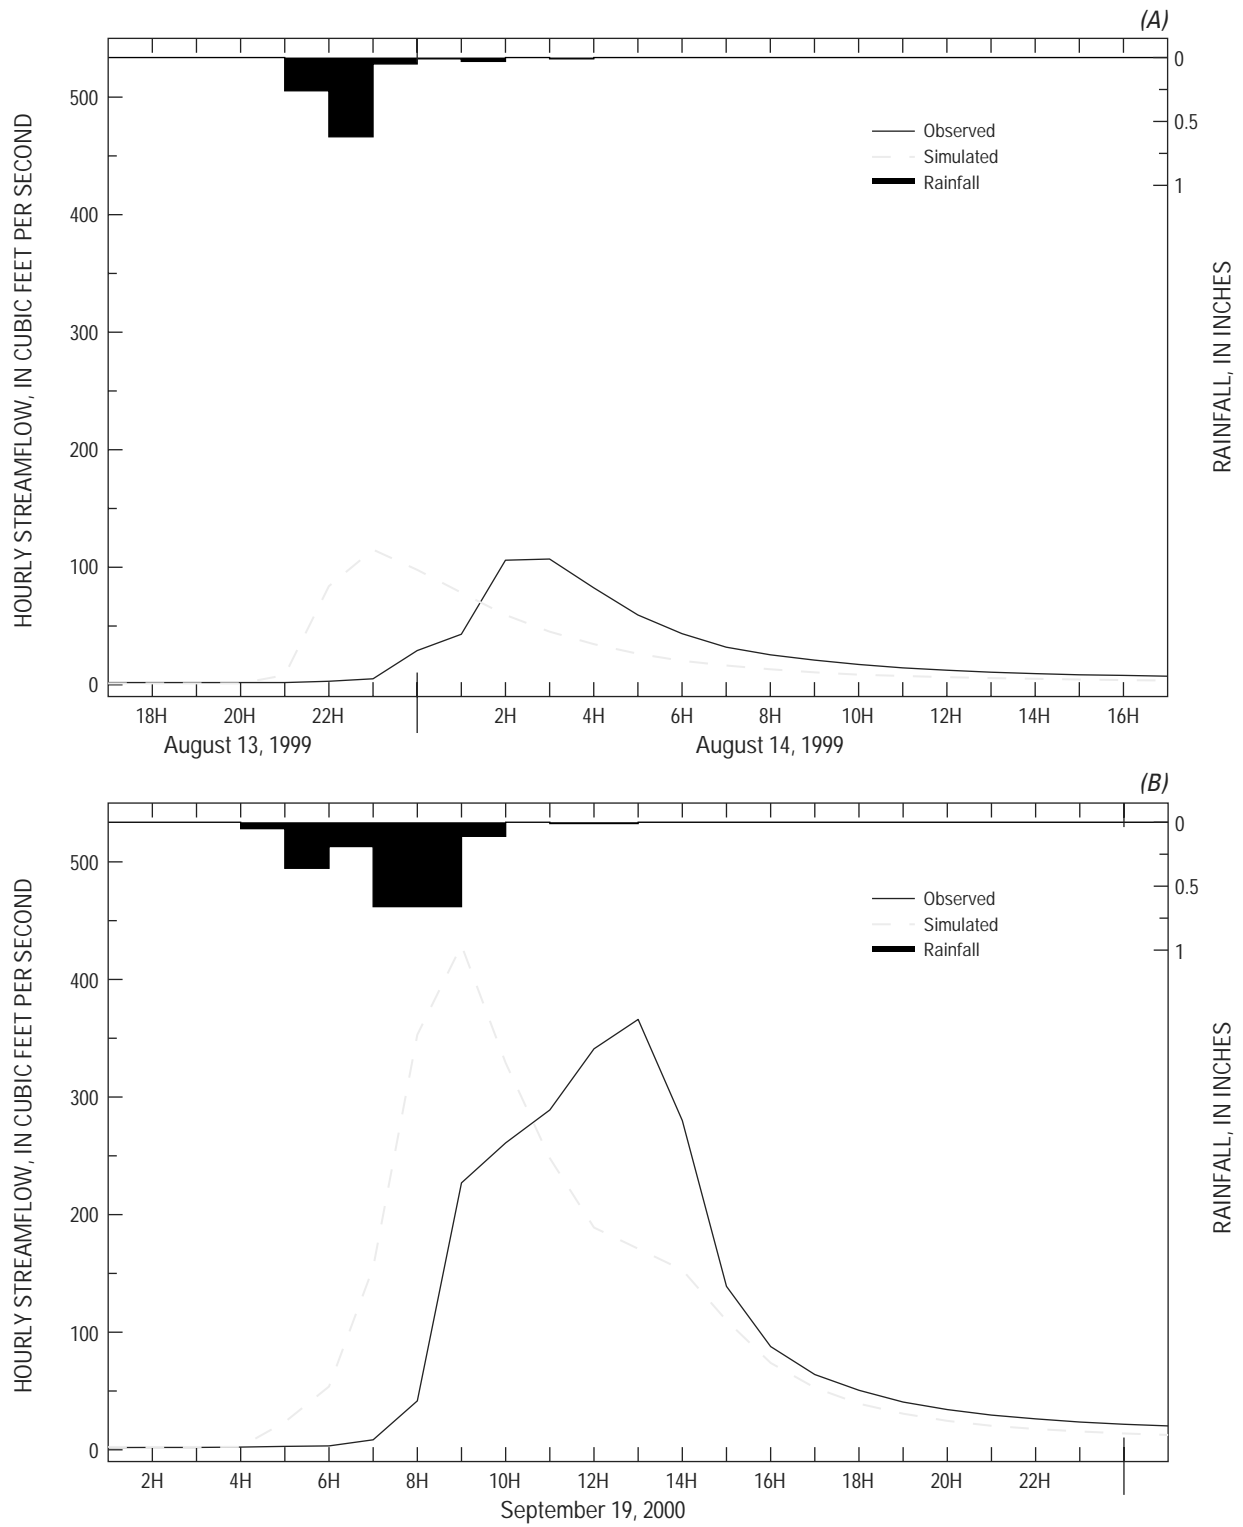 (A)
HOURLY STREAMFLOW, IN CUBIC FEET PER SECOND
500
400
300
200
100
0
0
0.5
1
RAINFALL, IN INCHES
Observed
Simulated
Rainfall
18H 20H 22H 2H 4H 6H 8H 10H 12H 14H 16H
August 13, 1999 August 14, 1999
(B)
HOURLY STREAMFLOW, IN CUBIC FEET PER SECOND
500
400
300
200
100
0
0
0.5
1
RAINFALL, IN INCHES
Observed
Simulated
Rainfall
2H 4H 6H 8H 10H 12H 14H 16H 18H 20H 22H
September 19, 2000